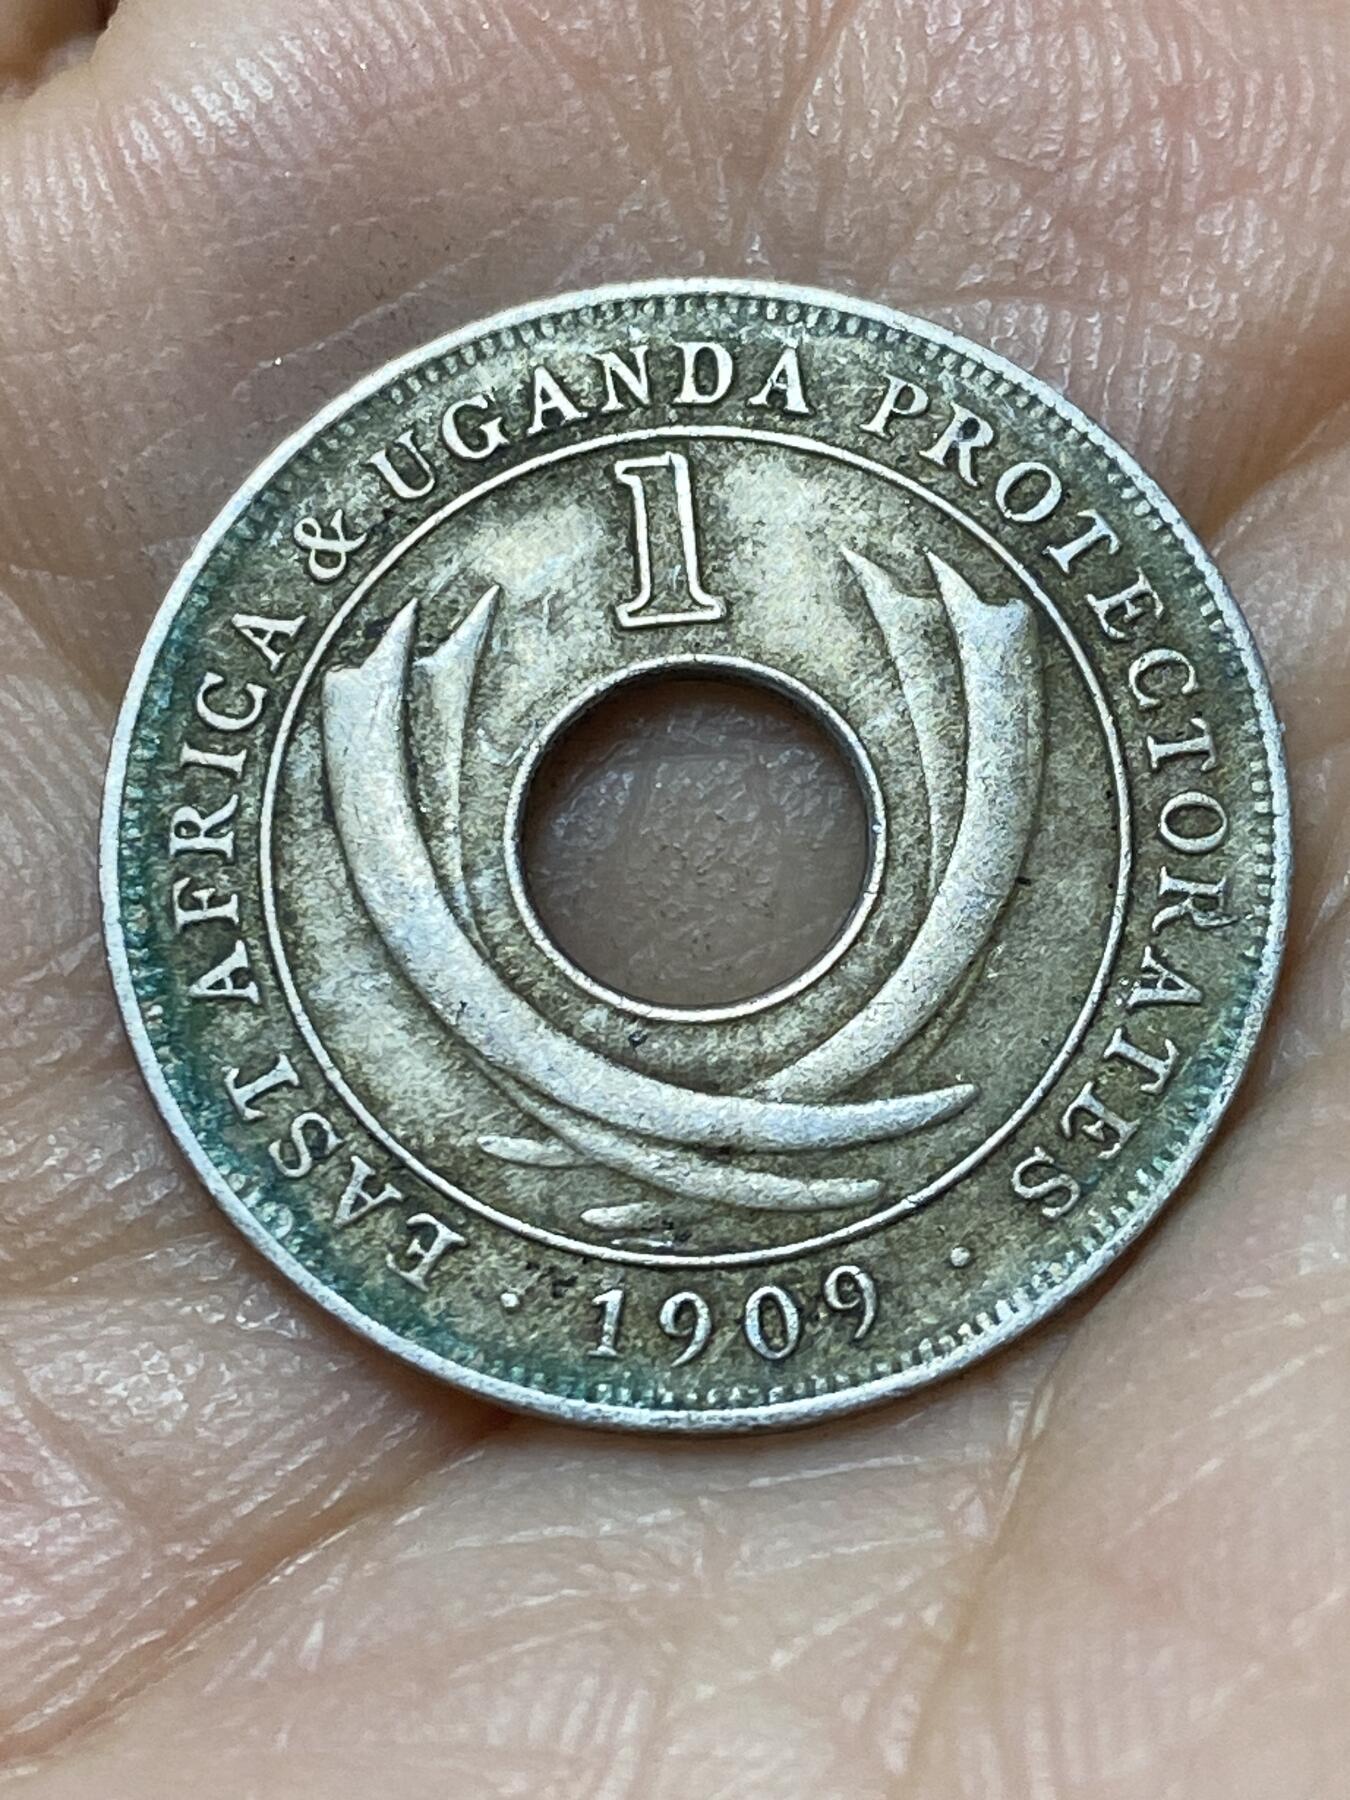 EAST AFRICA & UGANDA PROTECTORATES
1
· 1909 ·